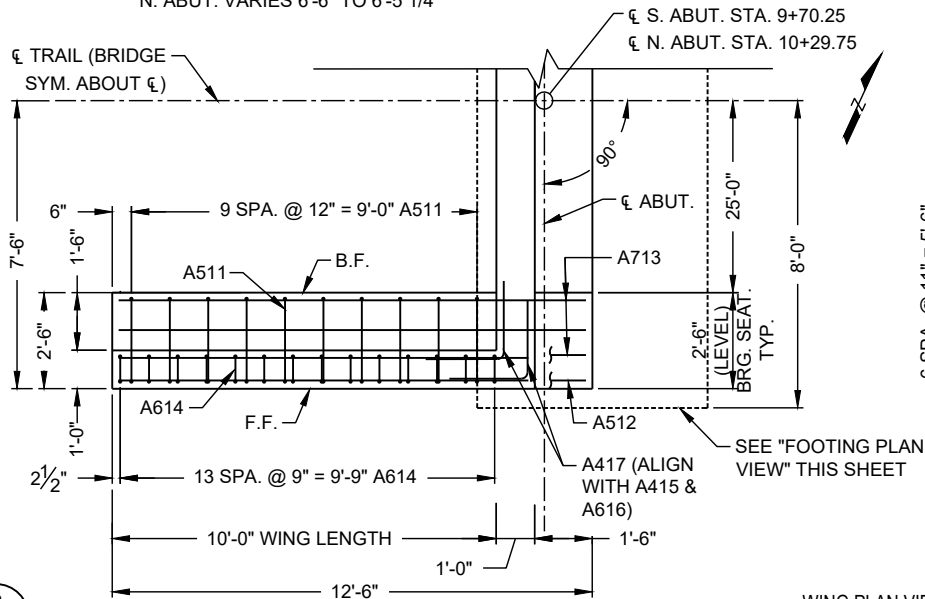 N. ABUT. VARIES 6'-6" TO 6'-5 1/4"
℄ S. ABUT. STA. 9+70.25
℄ N. ABUT. STA. 10+29.75
℄ TRAIL (BRIDGE
SYM. ABOUT ℄)
N
90°
6"
9 SPA. @ 12" = 9'-0" A511
℄ ABUT.
25'-0"
7'-6"
1'-6"
8'-0"
A511
B.F.
A713
2'-6"
2'-6"
(LEVEL)
BRG. SEAT.
TYP.
6 SPA. @ 11" = 5'-6"
A614
F.F.
A512
1'-0"
SEE "FOOTING PLAN
VIEW" THIS SHEET
2½"
13 SPA. @ 9" = 9'-9" A614
A417 (ALIGN
WITH A415 &
A616)
10'-0" WING LENGTH
1'-6"
1'-0"
12'-6"